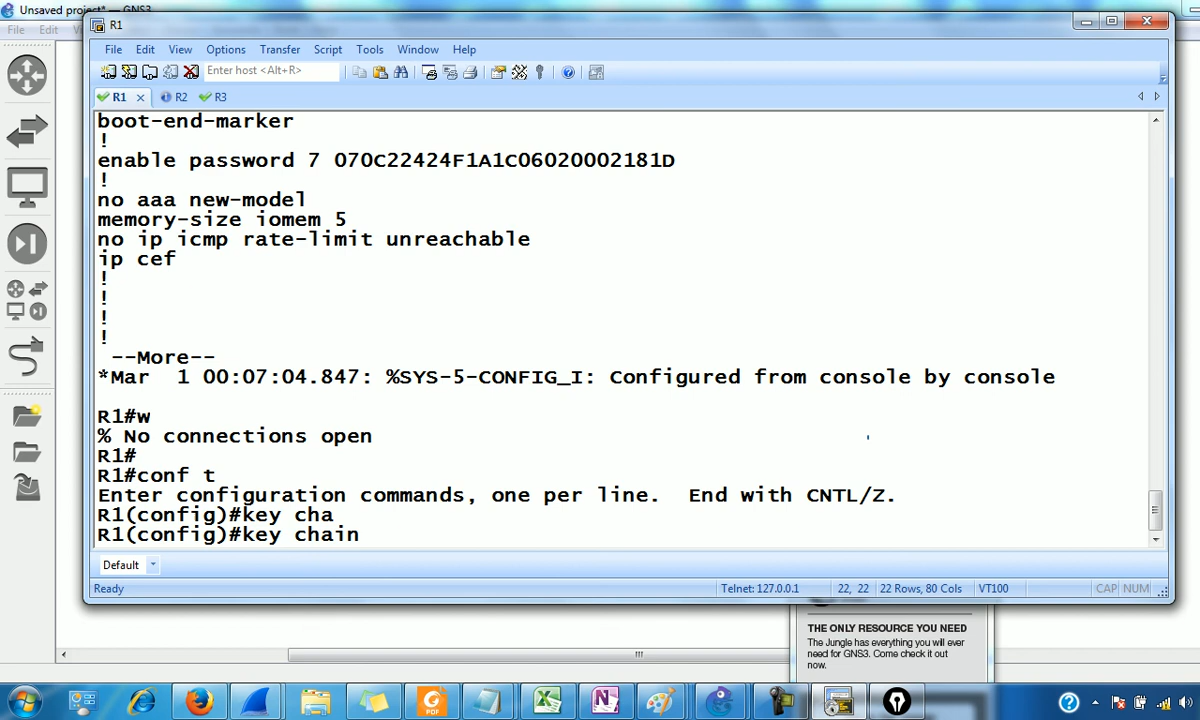 Unsaved project* — GNS3
File Edit
R1
File Edit View Options Transfer Script Tools Window Help
Enter host <Alt+R>
R1 R2 R3
boot-end-marker
!
enable password 7 070C22424F1A1C06020002181D
!
no aaa new-model
memory-size iomem 5
no ip icmp rate-limit unreachable
ip cef
!
!
!
!
--More--
*Mar  1 00:07:04.847: %SYS-5-CONFIG_I: Configured from console by console
R1#w
% No connections open
R1#
R1#conf t
Enter configuration commands, one per line.  End with CNTL/Z.
R1(config)#key cha
R1(config)#key chain
Default
Ready Telnet: 127.0.0.1 22, 22 22 Rows, 80 Cols VT100 CAP NUM
THE ONLY RESOURCE YOU NEED
The Jungle has everything you will ever
need for GNS3. Come check it out
now.
PDF